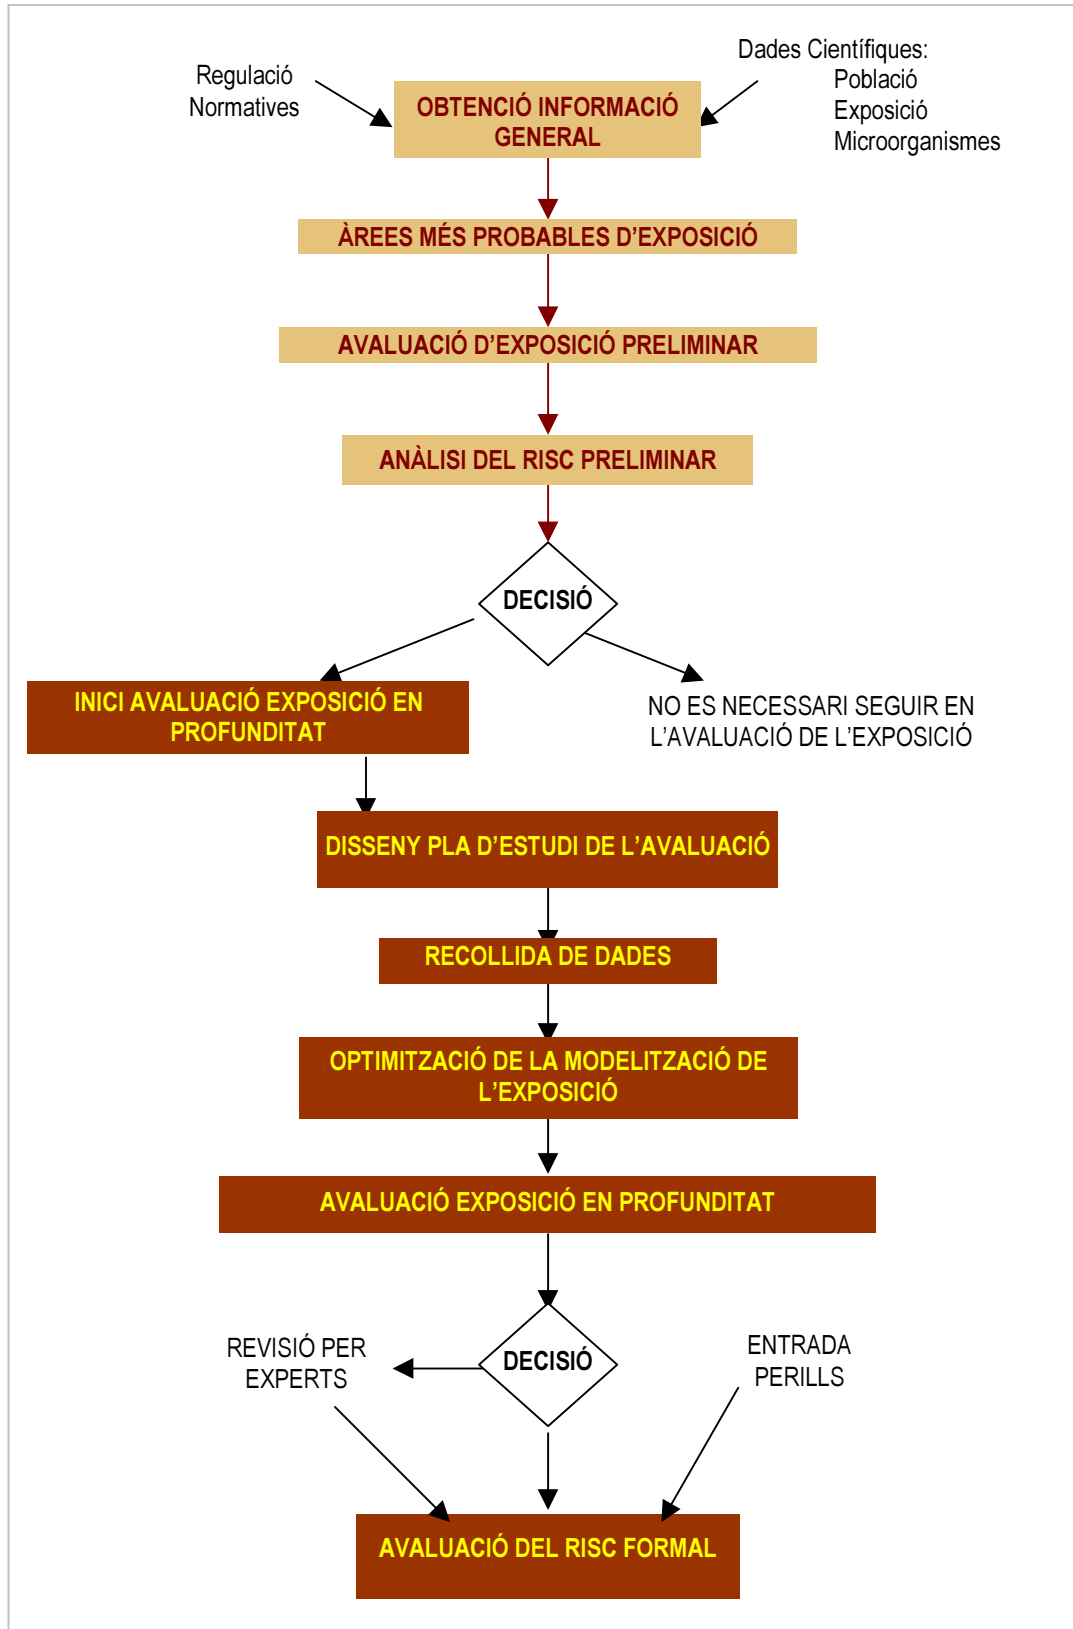 Regulació
Normatives
Dades Científiques:
Població
Exposició
Microorganismes
OBTENCIÓ INFORMACIÓ
GENERAL
ÀREES MÉS PROBABLES D’EXPOSICIÓ
AVALUACIÓ D’EXPOSICIÓ PRELIMINAR
ANÀLISI DEL RISC PRELIMINAR
DECISIÓ
INICI AVALUACIÓ EXPOSICIÓ EN
PROFUNDITAT
NO ES NECESSARI SEGUIR EN
L’AVALUACIÓ DE L’EXPOSICIÓ
DISSENY PLA D’ESTUDI DE L’AVALUACIÓ
RECOLLIDA DE DADES
OPTIMITZACIÓ DE LA MODELITZACIÓ DE
L’EXPOSICIÓ
AVALUACIÓ EXPOSICIÓ EN PROFUNDITAT
REVISIÓ PER
EXPERTS
DECISIÓ
ENTRADA
PERILLS
AVALUACIÓ DEL RISC FORMAL